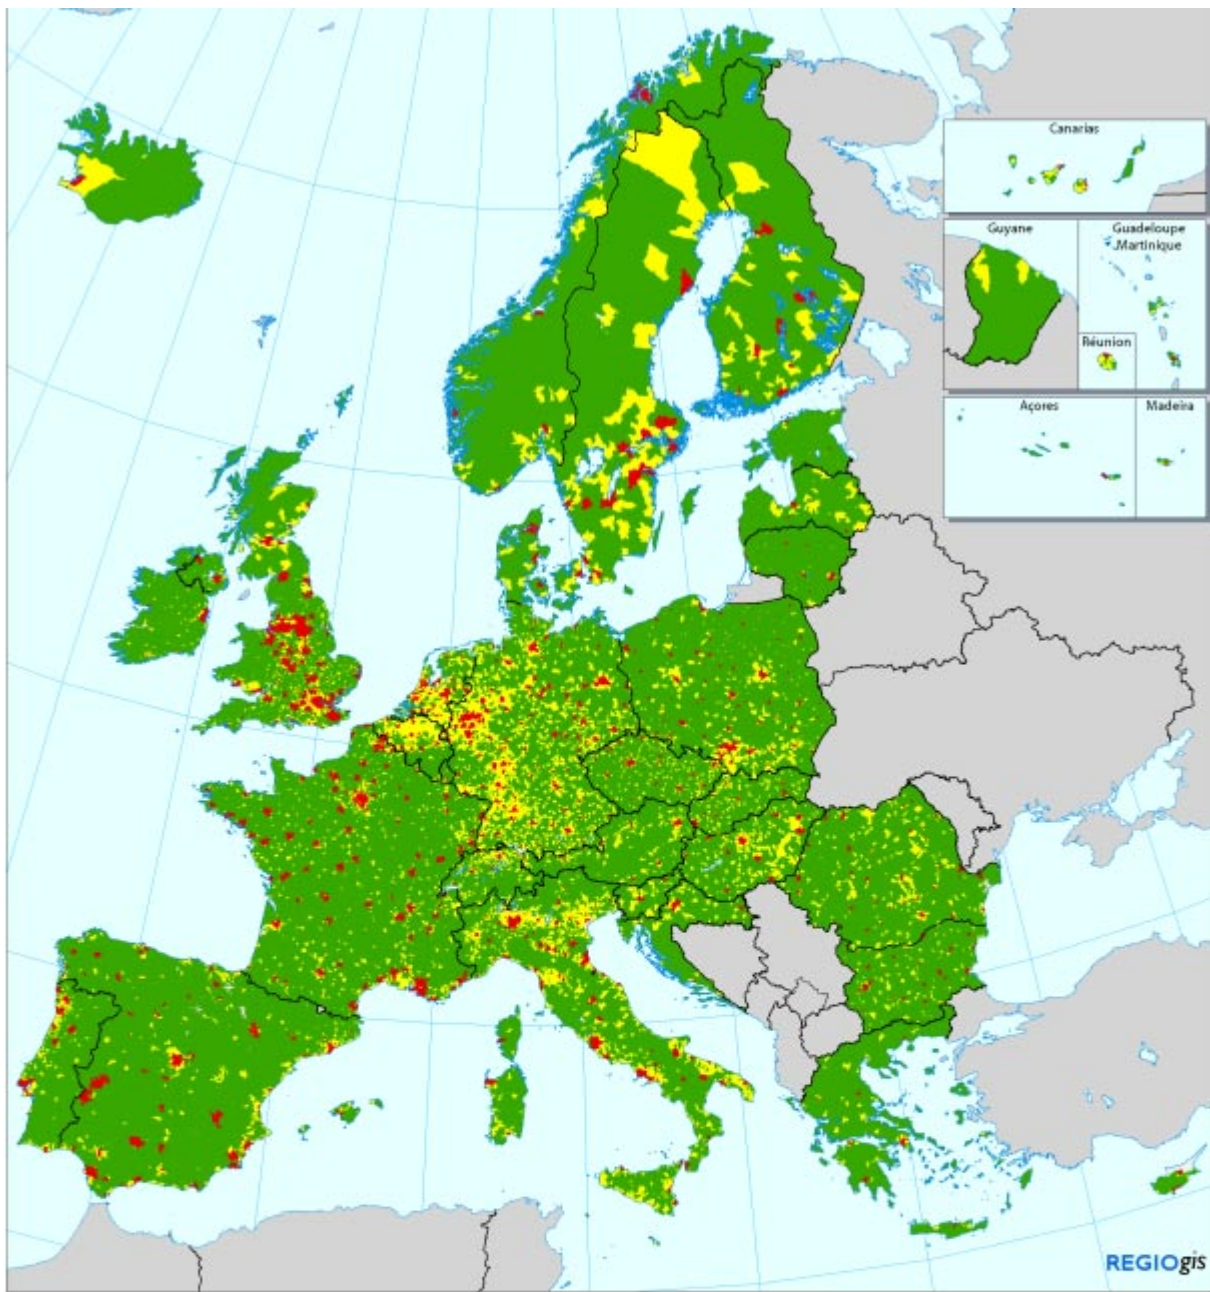 Canarias
Guyane
Guadeloupe
Martinique
Réunion
Açores
Madeira
REGIOgis